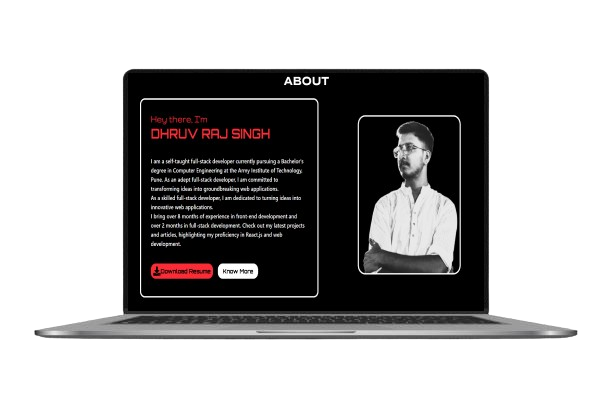 ABOUT
Hey there, I'm
DHRUV RAJ SINGH
I am a self-taught full-stack developer currently pursuing a Bachelor's
degree in Computer Engineering at the Army Institute of Technology,
Pune. As an adept full-stack developer, I am committed to
transforming ideas into groundbreaking web applications.
As a skilled full-stack developer, I am dedicated to turning ideas into
innovative web applications.
I bring over 8 months of experience in front-end development and
over 2 months in full-stack development. Check out my latest projects
and articles, highlighting my proficiency in React.js and web
development.
Download Resume
Know More